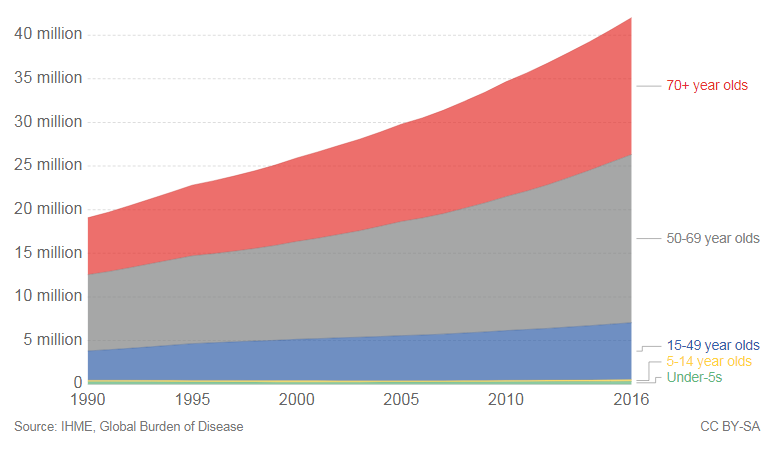 40 million
35 million
30 million
25 million
20 million
15 million
10 million
5 million
0
70+ year olds
50-69 year olds
15-49 year olds
5-14 year olds
Under-5s
1990 1995 2000 2005 2010 2016
Source: IHME, Global Burden of Disease CC BY-SA